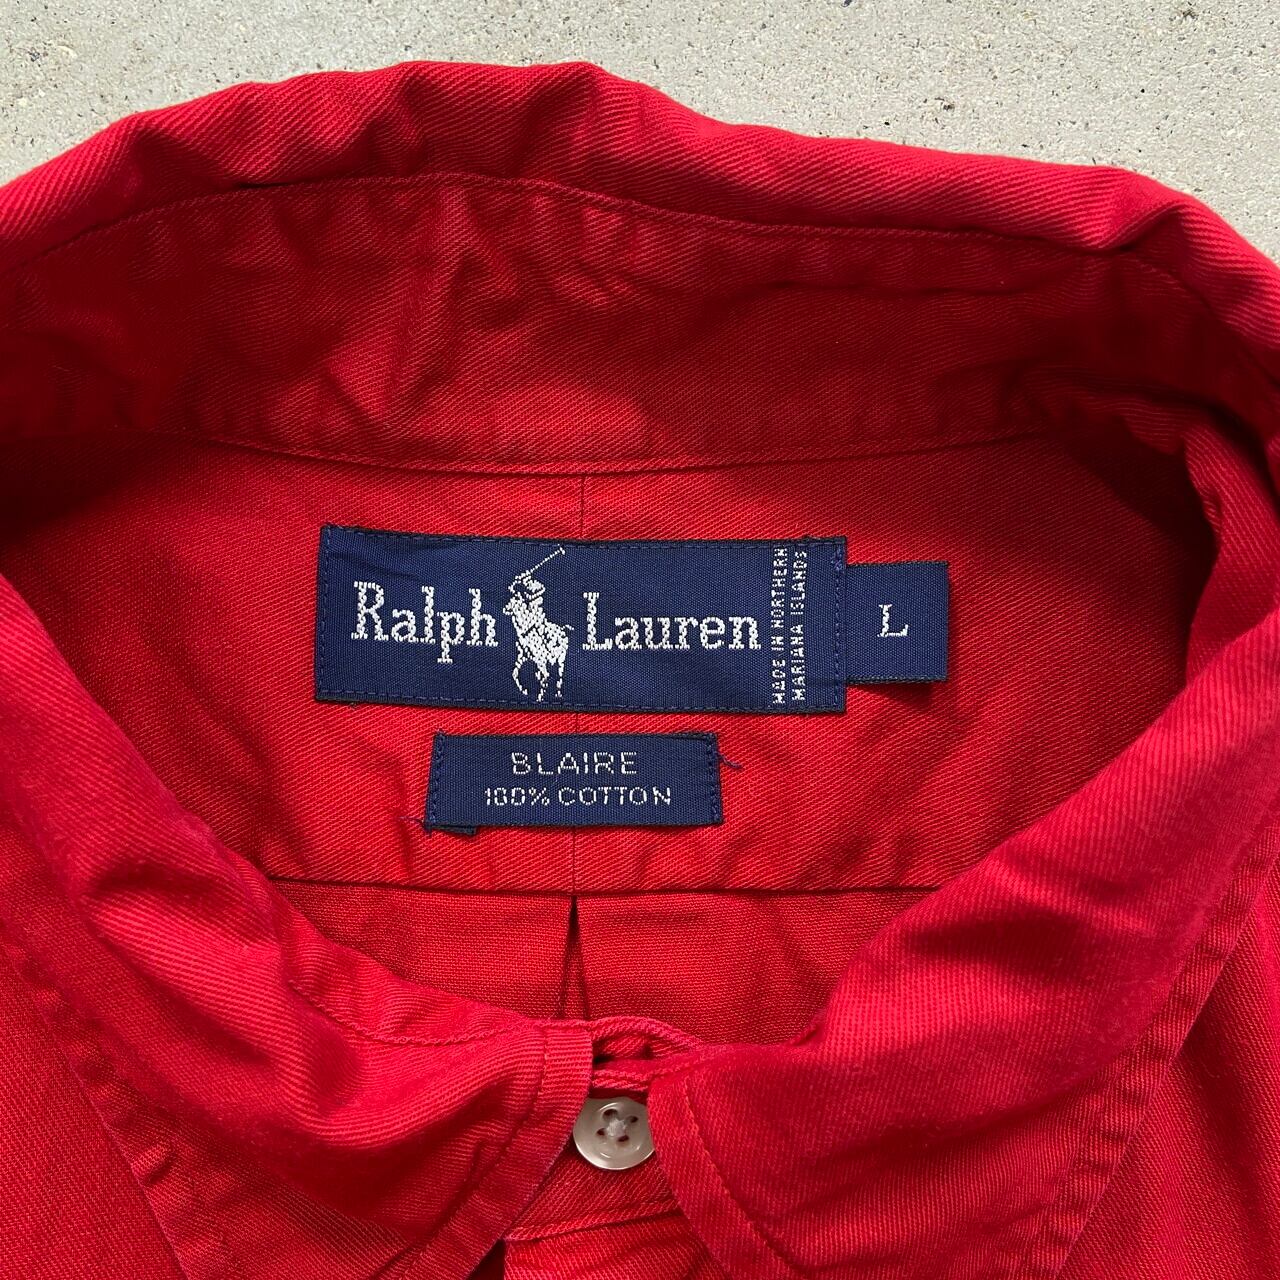 Ralph Lauren
MADE IN NORTHERN
MARIANA ISLANDS
L
BLAIRE
100% COTTON